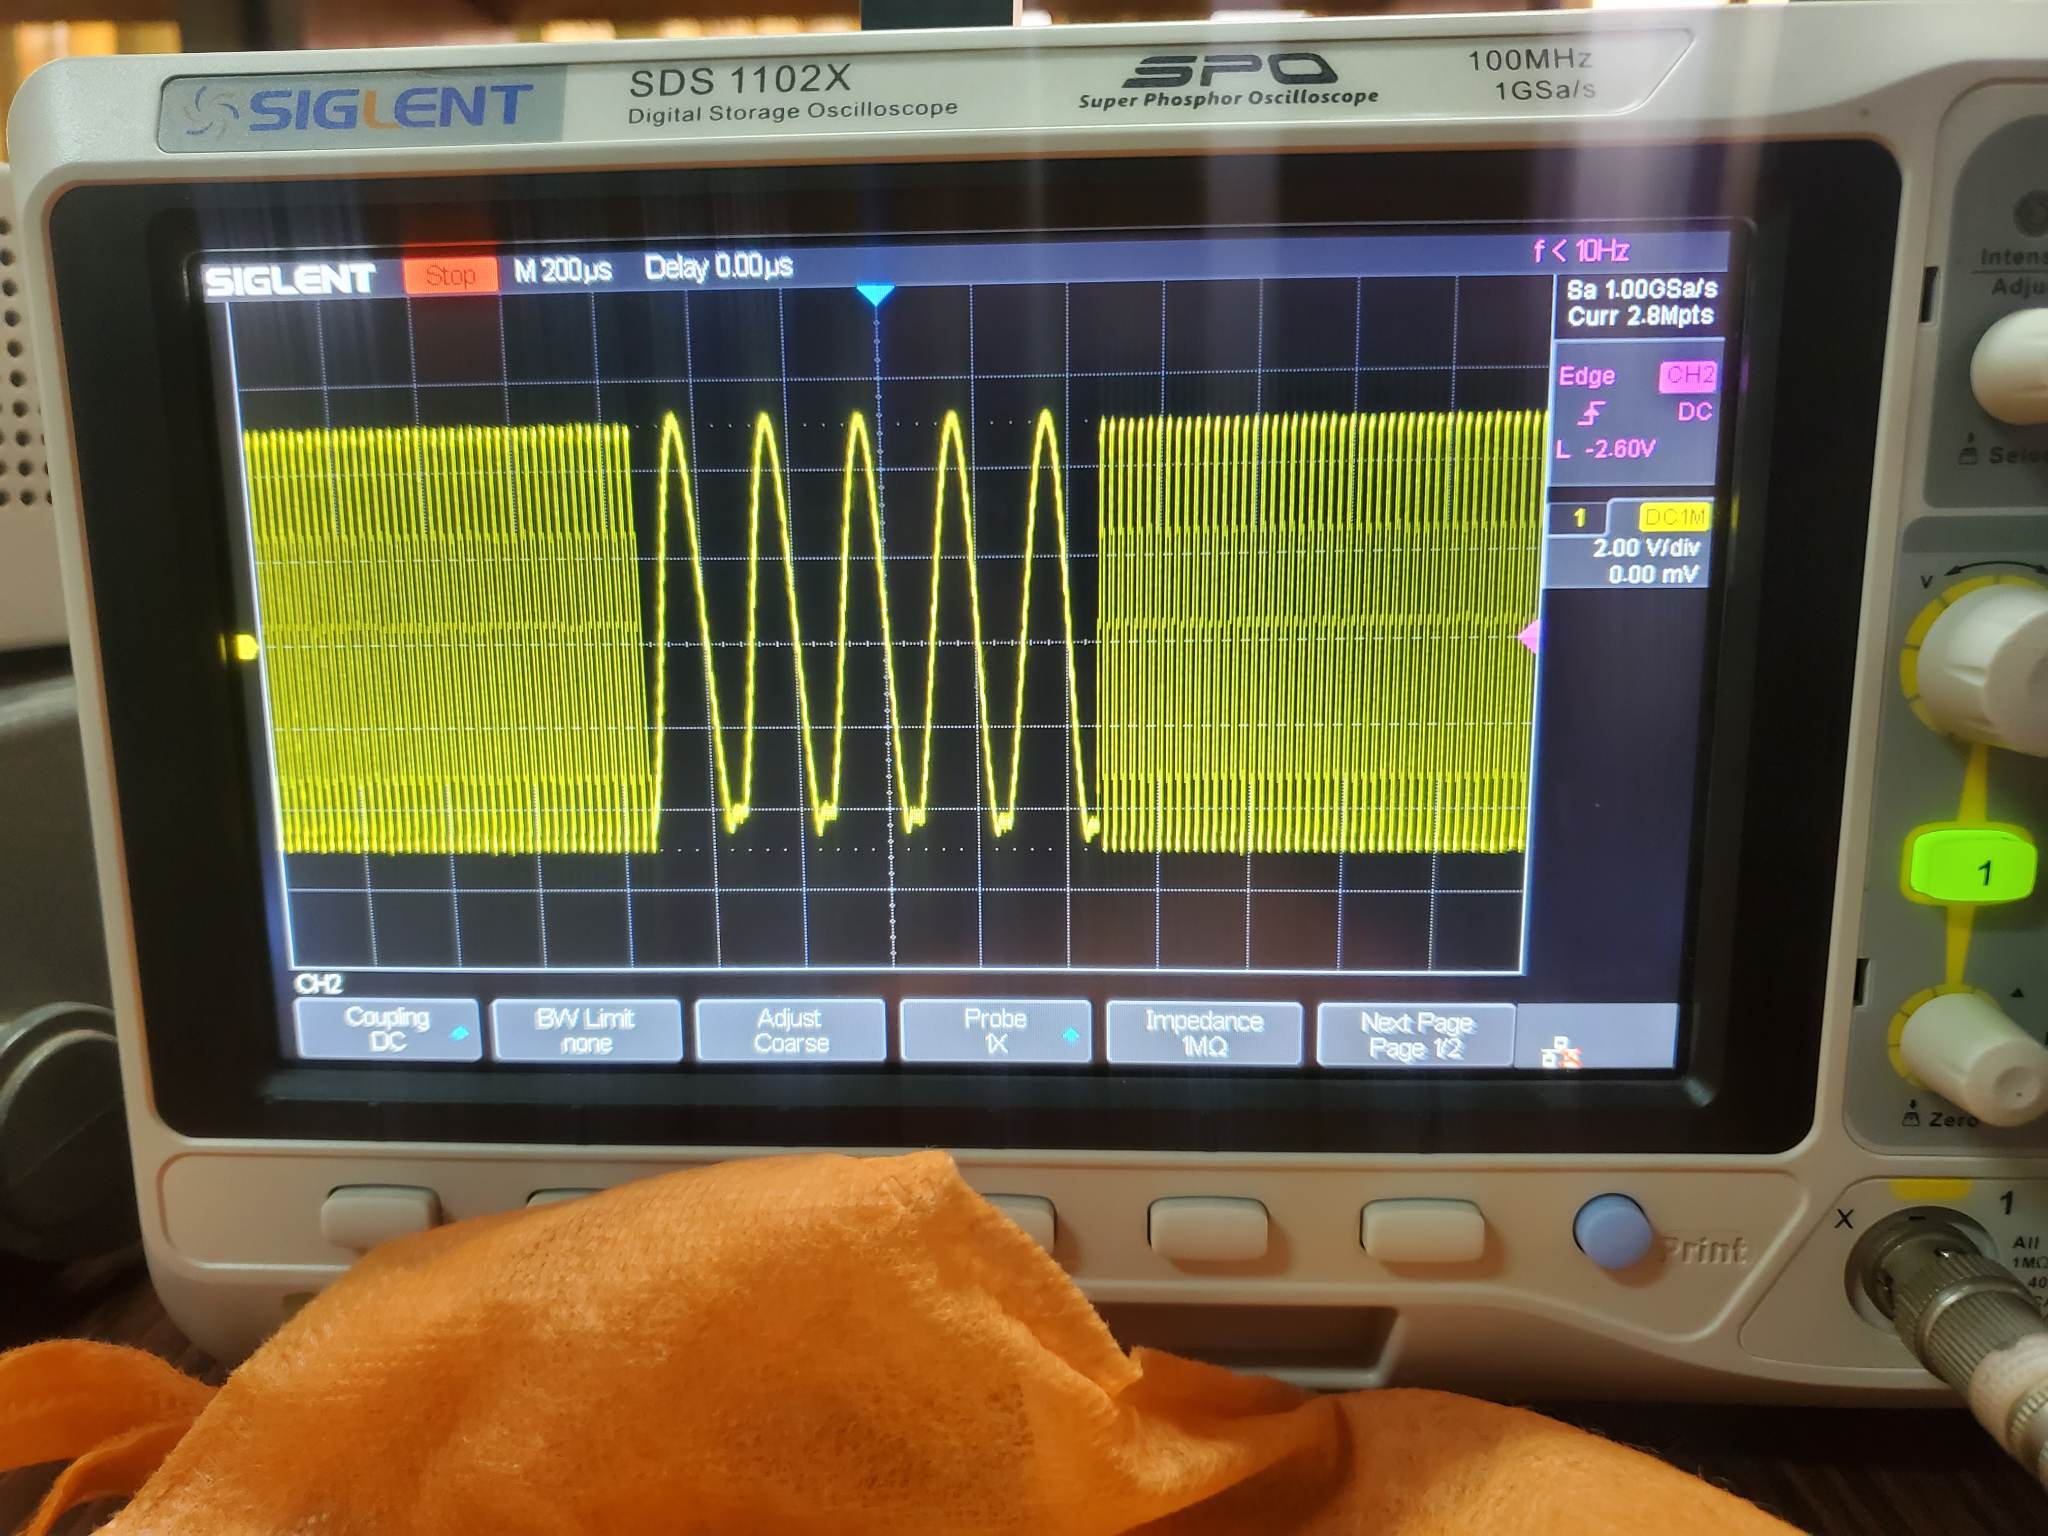 SIGLENT
SDS 1102X
Digital Storage Oscilloscope
SPO
Super Phosphor Oscilloscope
100MHz
1GSa/s
SIGLENT Stop M 200µs Delay 0.00µs f < 10Hz
Sa 1.00GSa/s
Curr 2.8Mpts
Edge CH2
DC
L -2.60V
1 DC1M
2.00 V/div
0.00 mV
CH2
Coupling
DC
BW Limit
none
Adjust
Coarse
Probe
1X
Impedance
1MΩ
Next Page
Page 1/2
V
1
Zero
Print
X
1
All
1MΩ